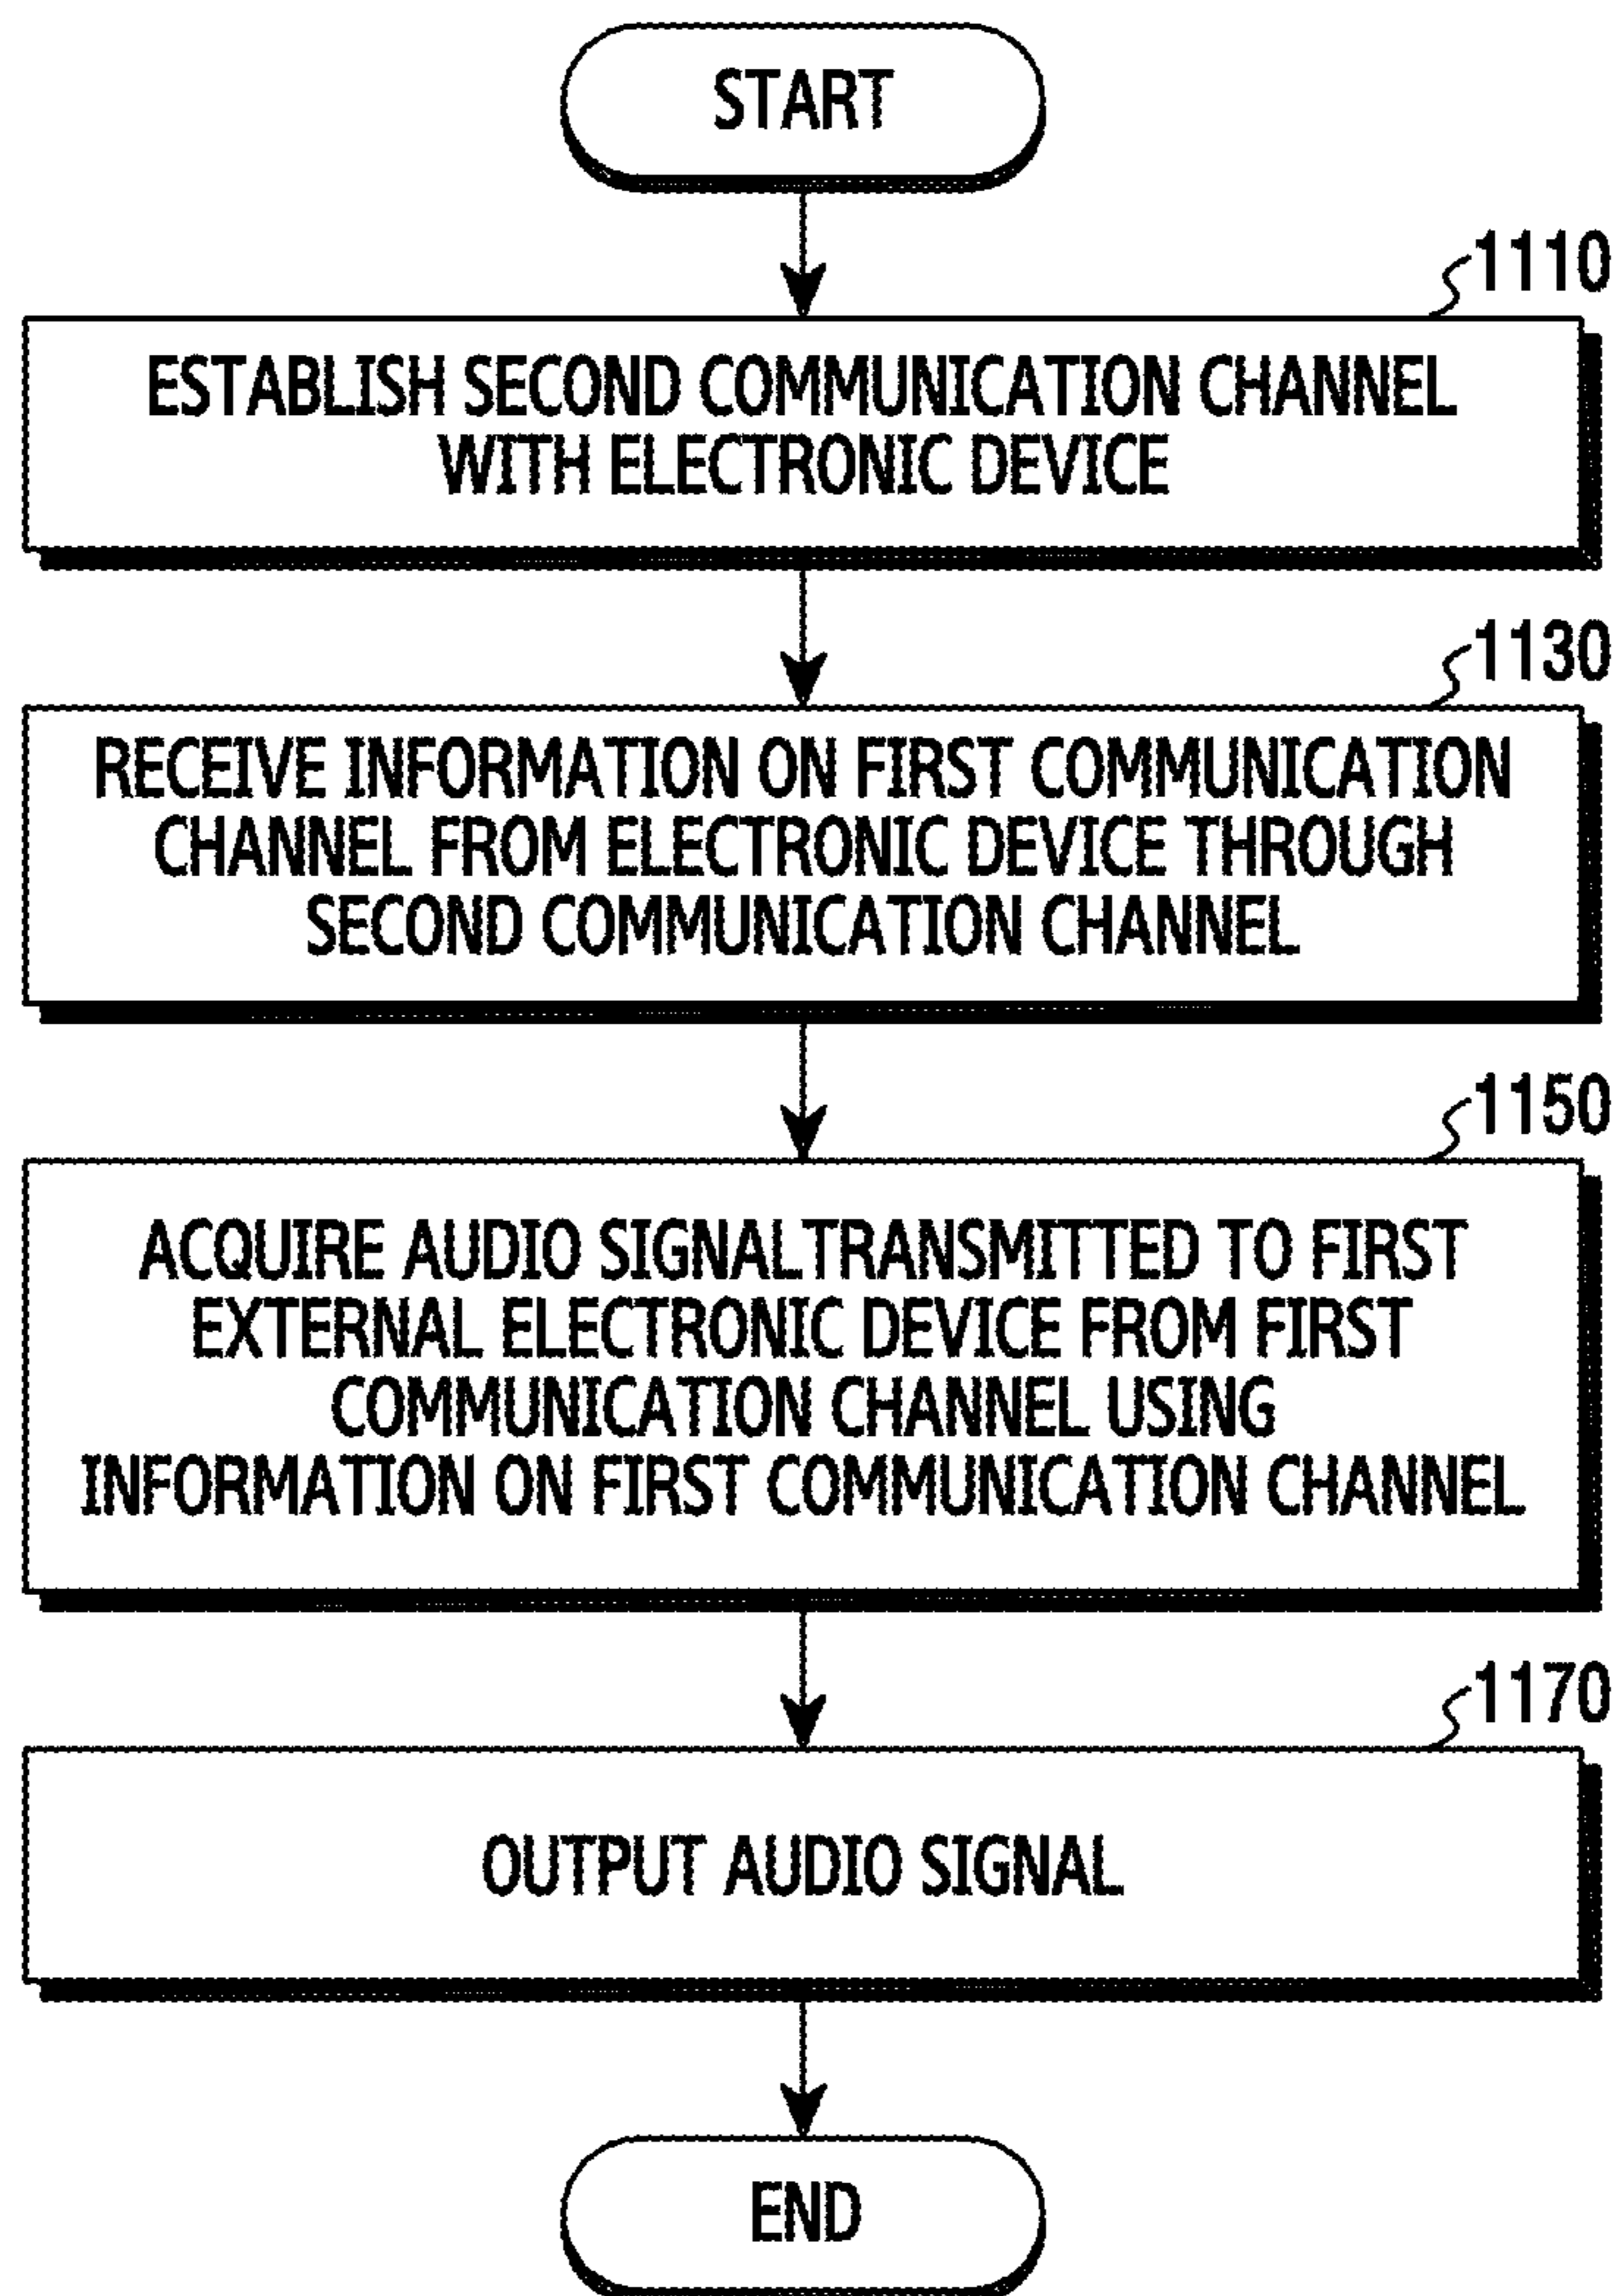 START
1110
ESTABLISH SECOND COMMUNICATION CHANNEL
WITH ELECTRONIC DEVICE
1130
RECEIVE INFORMATION ON FIRST COMMUNICATION
CHANNEL FROM ELECTRONIC DEVICE THROUGH
SECOND COMMUNICATION CHANNEL
1150
ACQUIRE AUDIO SIGNALTRANSMITTED TO FIRST
EXTERNAL ELECTRONIC DEVICE FROM FIRST
COMMUNICATION CHANNEL USING
INFORMATION ON FIRST COMMUNICATION CHANNEL
1170
OUTPUT AUDIO SIGNAL
END